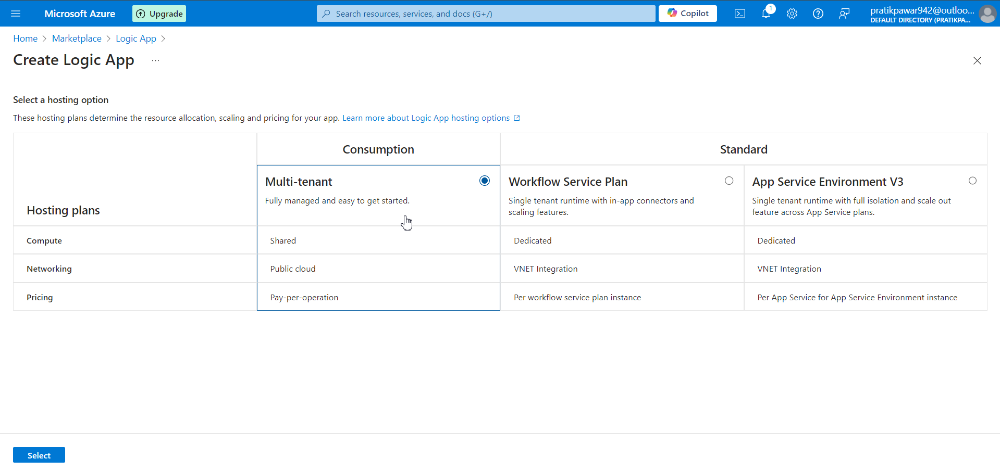 Microsoft Azure
Upgrade
Search resources, services, and docs (G+/)
Copilot
1
pratikpawar942@outloo...
DEFAULT DIRECTORY (PRATIKPA...
Home > Marketplace > Logic App >
Create Logic App ...
Select a hosting option
These hosting plans determine the resource allocation, scaling and pricing for your app. Learn more about Logic App hosting options
Consumption
Standard
Hosting plans
Multi-tenant
Fully managed and easy to get started.
Workflow Service Plan
Single tenant runtime with in-app connectors and
scaling features.
App Service Environment V3
Single tenant runtime with full isolation and scale out
feature across App Service plans.
Compute
Shared
Dedicated
Dedicated
Networking
Public cloud
VNET Integration
VNET Integration
Pricing
Pay-per-operation
Per workflow service plan instance
Per App Service for App Service Environment instance
Select